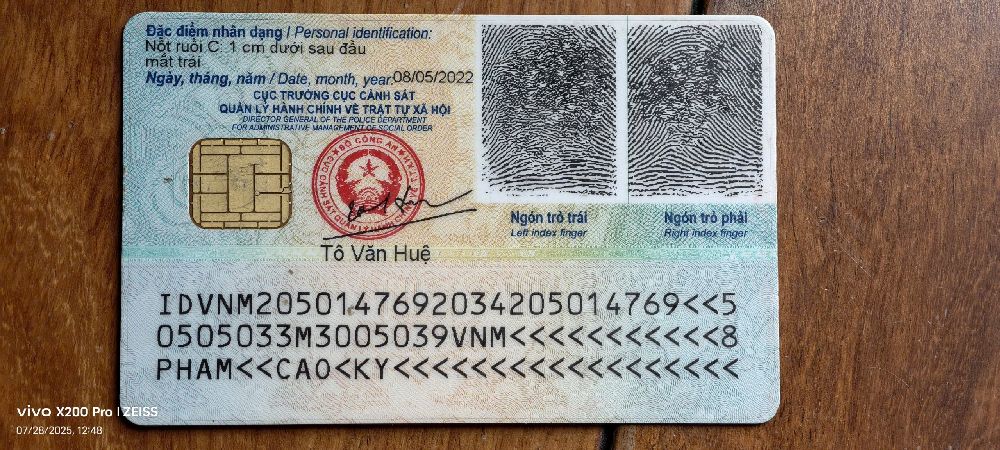 Đặc điểm nhân dạng / Personal identification:
Nốt ruồi C: 1 cm dưới sau đầu
mắt trái
Ngày, tháng, năm / Date, month, year: 08/05/2022
CỤC TRƯỞNG CỤC CẢNH SÁT
QUẢN LÝ HÀNH CHÍNH VỀ TRẬT TỰ XÃ HỘI
DIRECTOR GENERAL OF THE POLICE DEPARTMENT
FOR ADMINISTRATIVE MANAGEMENT OF SOCIAL ORDER
BỘ CÔNG AN
Tô Văn Huệ
Ngón trỏ trái
Left index finger
Ngón trỏ phải
Right index finger
IDVNM2050147692034205014769<<5
0505033M3005039VNM<<<<<<<<<<<8
PHAM<<CAO<KY<<<<<<<<<<<<<<<<<<
vivo X200 Pro | ZEISS
07/28/2025, 12:48